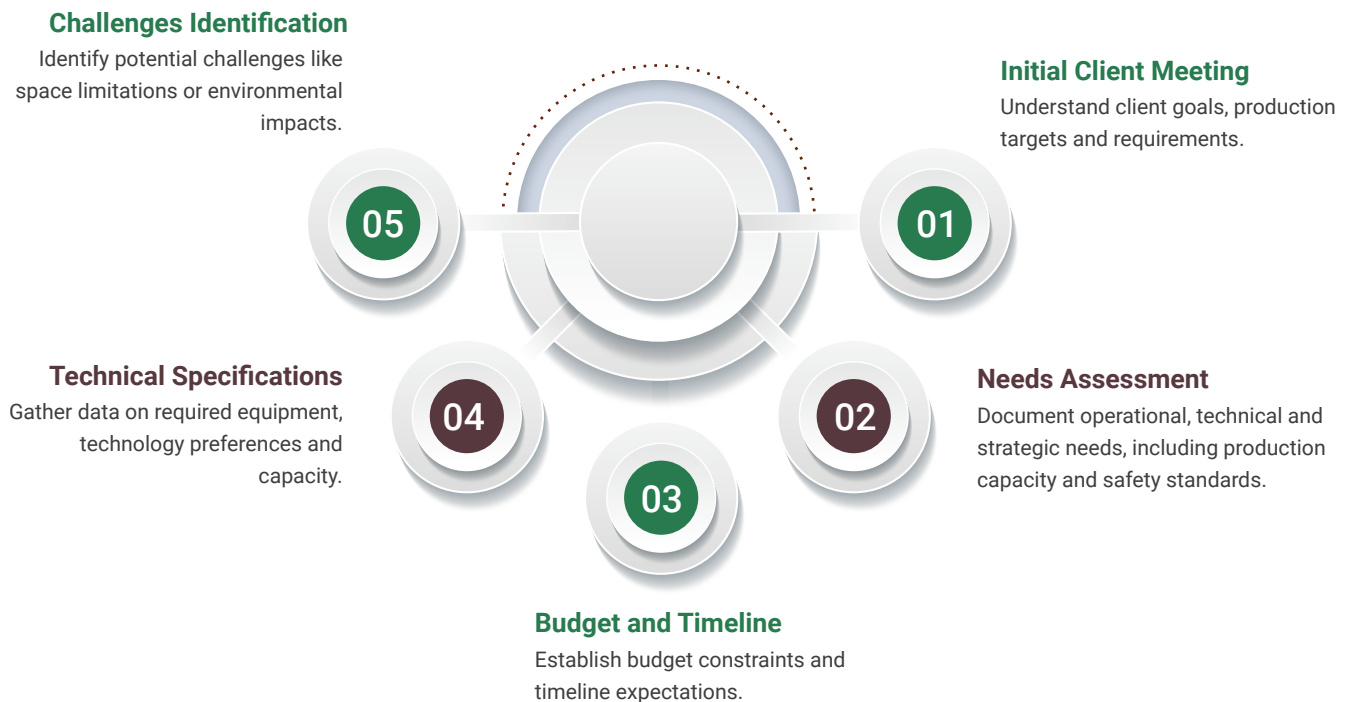 Challenges Identification
Identify potential challenges like
space limitations or environmental
impacts.
05
Initial Client Meeting
Understand client goals, production
targets and requirements.
01
Technical Specifications
Gather data on required equipment,
technology preferences and
capacity.
04
Needs Assessment
Document operational, technical and
strategic needs, including production
capacity and safety standards.
02
03
Budget and Timeline
Establish budget constraints and
timeline expectations.